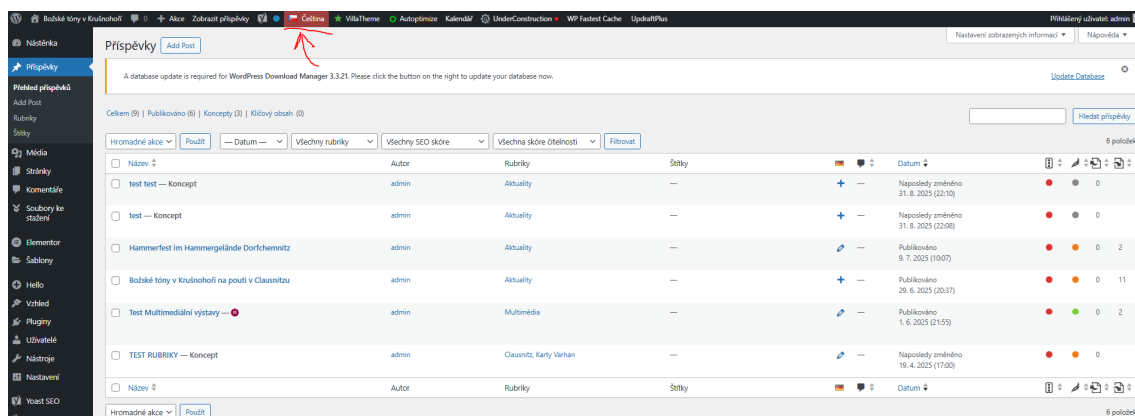 Božské tóny v Krušnohoří 0 + Akce Zobrazit příspěvky Čeština VillaTheme Autoptimize Kalendář UnderConstruction WP Fastest Cache UpdraftPlus Přihlášený uživatel: admin
Nástěnka
Příspěvky
Přehled příspěvků
Add Post
Rubriky
Štítky
Média
Stránky
Komentáře
Soubory ke
stažení
Elementor
Šablony
Hello
Vzhled
Pluginy
Uživatelé
Nástroje
Nastavení
Yoast SEO
Nastavení zobrazených informací Nápověda
Příspěvky Add Post
A database update is required for WordPress Download Manager 3.3.21. Please click the button on the right to update your database now. Update Database
Celkem (9) | Publikováno (6) | Koncepty (3) | Klíčový obsah (0)
Hledat příspěvky
Hromadné akce Použít — Datum — Všechny rubriky Všechny SEO skóre Všechna skóre čitelnosti Filtrovat 6 položek
Název Autor Rubriky Štítky Datum
test test — Koncept admin Aktuality — + — Naposledy změněno 0
31. 8. 2025 (22:10)
test — Koncept admin Aktuality — + — Naposledy změněno 0
31. 8. 2025 (22:08)
Hammerfest im Hammergelände Dorfchemnitz admin Aktuality — — Publikováno 0 2
9. 7. 2025 (10:07)
Božské tóny v Krušnohoří na pouti v Clausnitzu admin Aktuality — + — Publikováno 0 11
29. 6. 2025 (20:37)
Test Multimediální výstavy — admin Multimédia — — Publikováno 0 2
1. 6. 2025 (21:55)
TEST RUBRIKY — Koncept admin Clausnitz, Karty Varhan — — Naposledy změněno 0
19. 4. 2025 (17:00)
Název Autor Rubriky Štítky Datum
Hromadné akce Použít 6 položek